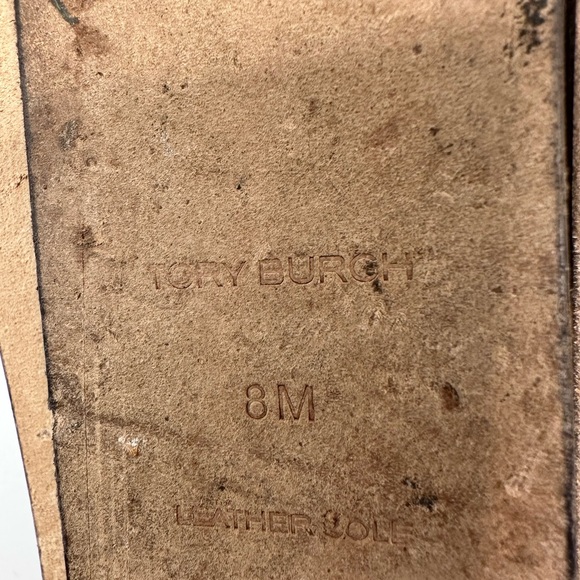 TORY BURCH
8M
LEATHER SOLE